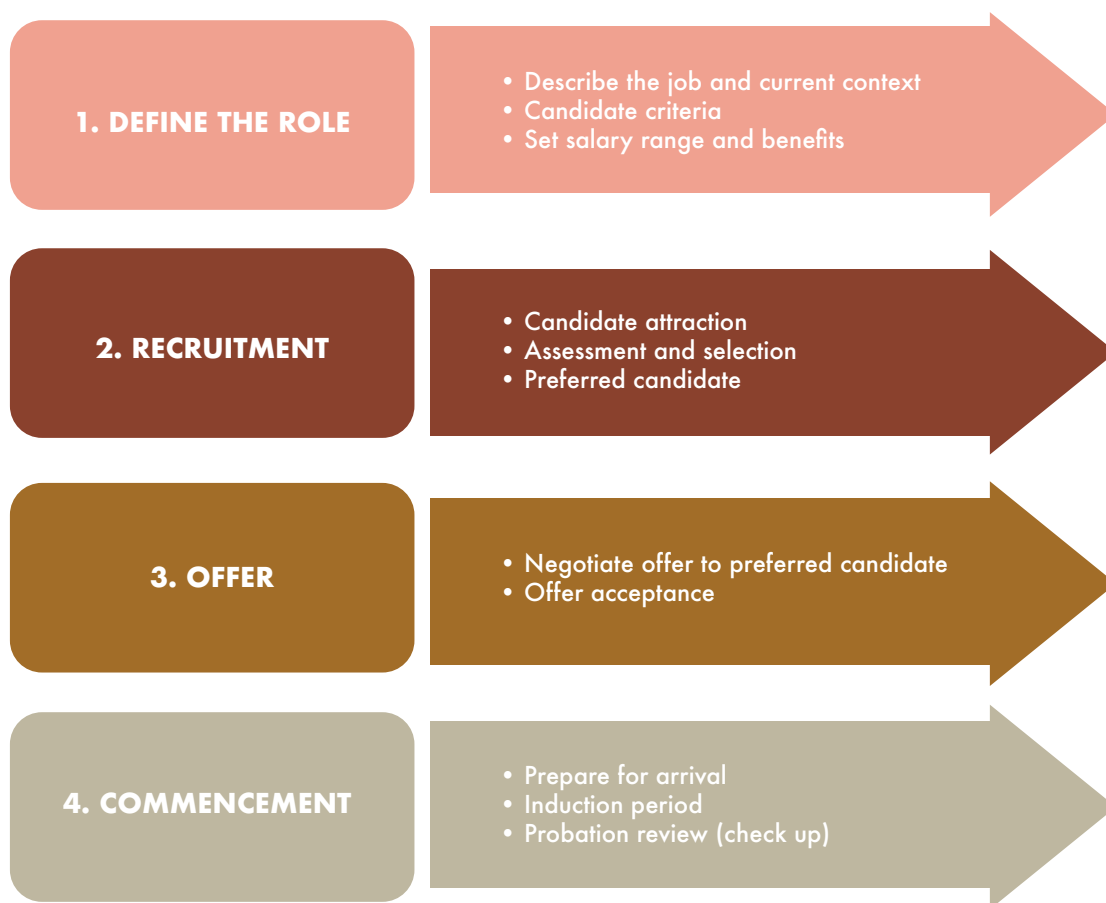 1. DEFINE THE ROLE
• Describe the job and current context
• Candidate criteria
• Set salary range and benefits
2. RECRUITMENT
• Candidate attraction
• Assessment and selection
• Preferred candidate
3. OFFER
• Negotiate offer to preferred candidate
• Offer acceptance
4. COMMENCEMENT
• Prepare for arrival
• Induction period
• Probation review (check up)